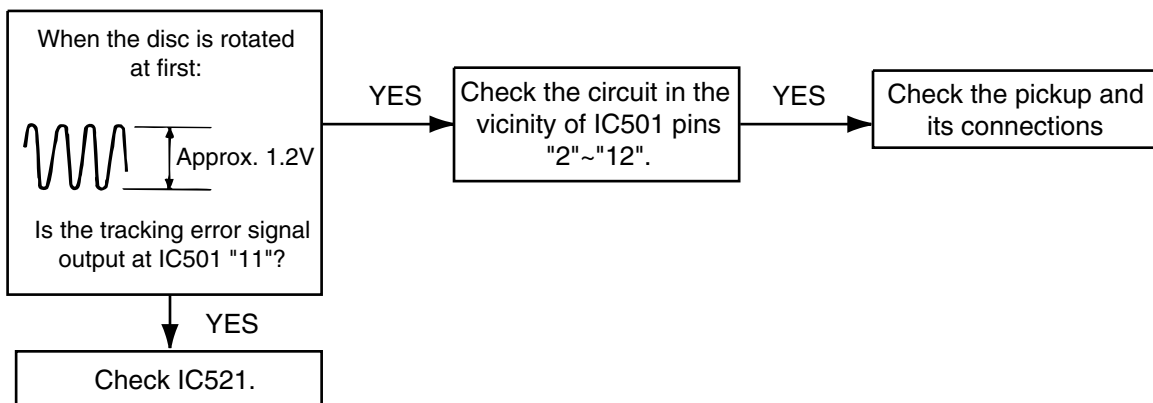 When the disc is rotated
at first:
Approx. 1.2V
Is the tracking error signal
output at IC501 "11"?
YES
Check the circuit in the
vicinity of IC501 pins
"2"~"12".
YES
Check the pickup and
its connections
YES
Check IC521.